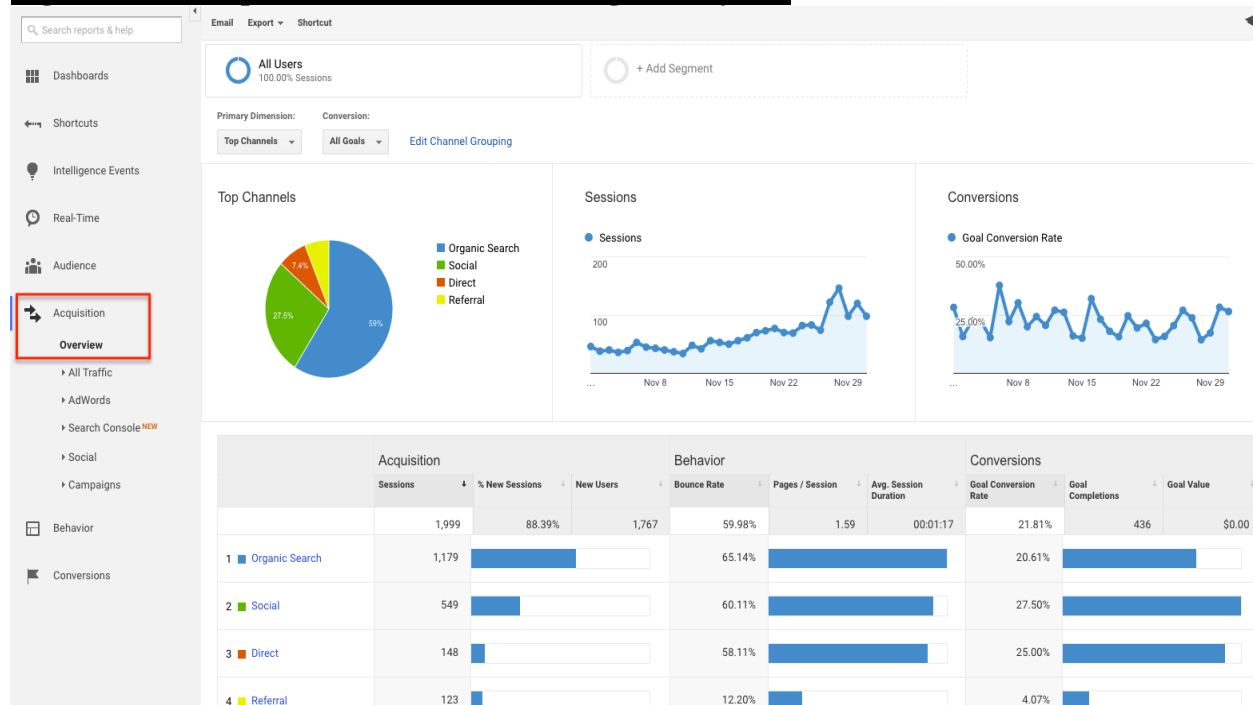 Search reports & help
Email Export Shortcut
Dashboards
Shortcuts
Intelligence Events
Real-Time
Audience
Acquisition
Overview
All Traffic
AdWords
Search Console NEW
Social
Campaigns
Behavior
Conversions
All Users
100.00% Sessions
+ Add Segment
Primary Dimension: Conversion:
Top Channels All Goals Edit Channel Grouping
Top Channels
7.4%
27.5%
59%
Organic Search
Social
Direct
Referral
Sessions
Sessions
200
100
... Nov 8 Nov 15 Nov 22 Nov 29
Conversions
Goal Conversion Rate
50.00%
25.00%
... Nov 8 Nov 15 Nov 22 Nov 29
Acquisition Behavior Conversions
Sessions % New Sessions New Users Bounce Rate Pages / Session Avg. Session Duration Goal Conversion Rate Goal Completions Goal Value
1,999 88.39% 1,767 59.98% 1.59 00:01:17 21.81% 436 $0.00
1 Organic Search 1,179 65.14% 20.61%
2 Social 549 60.11% 27.50%
3 Direct 148 58.11% 25.00%
4 Referral 123 12.20% 4.07%